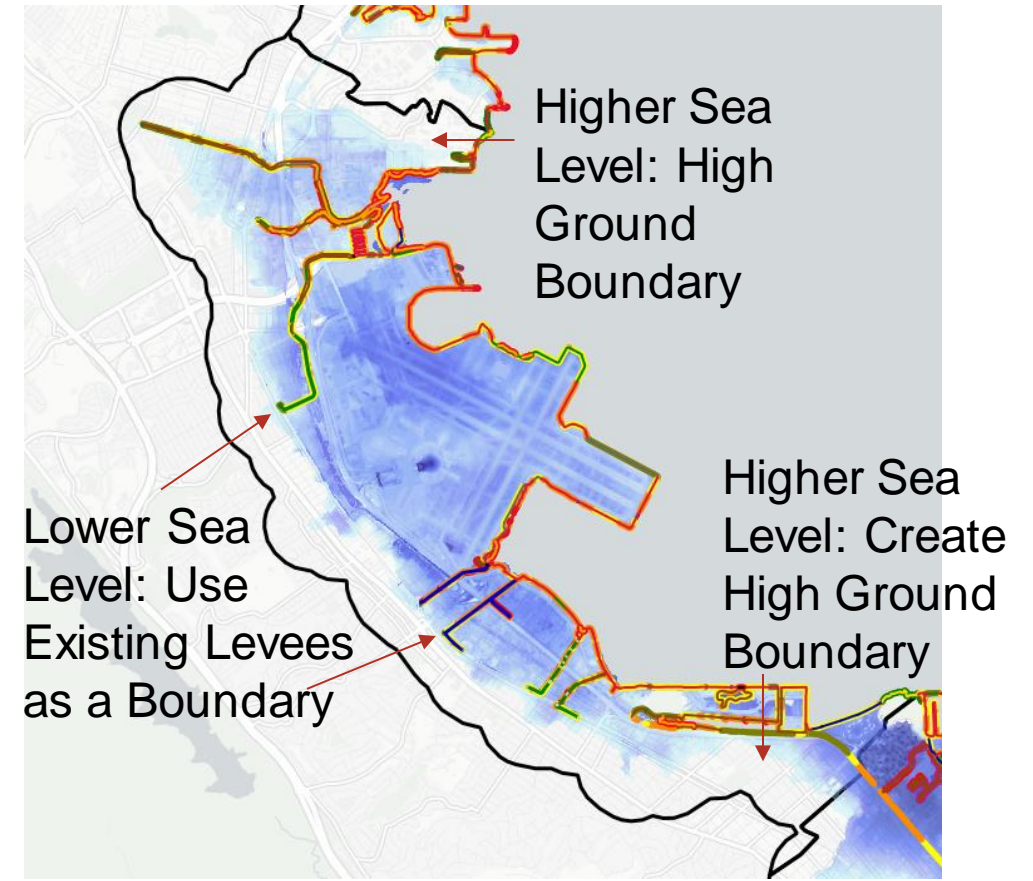 Higher Sea
Level: High
Ground
Boundary
Lower Sea
Level: Use
Existing Levees
as a Boundary
Higher Sea
Level: Create
High Ground
Boundary